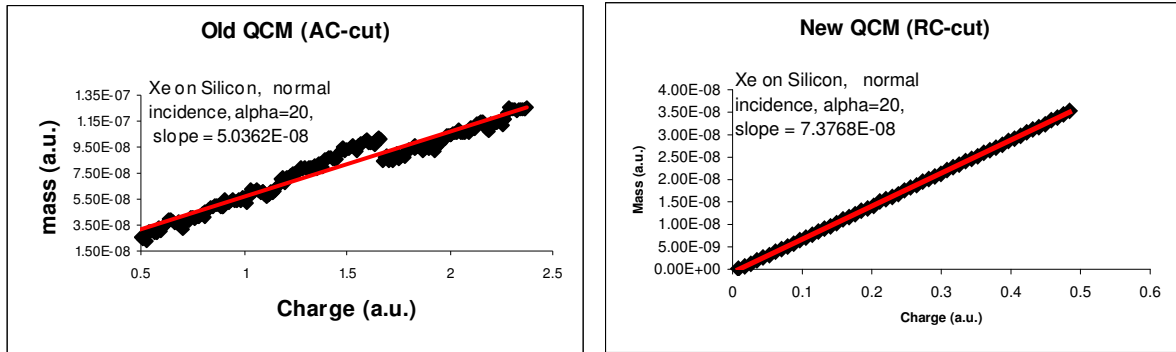 Old QCM (AC-cut)
Xe on Silicon, normal
incidence, alpha=20,
slope = 5.0362E-08
1.35E-07
1.15E-07
9.50E-08
7.50E-08
5.50E-08
3.50E-08
1.50E-08
mass (a.u.)
0.5 1 1.5 2 2.5
Charge (a.u.)
New QCM (RC-cut)
Xe on Silicon, normal
incidence, alpha=20,
slope = 7.3768E-08
4.00E-08
3.50E-08
3.00E-08
2.50E-08
2.00E-08
1.50E-08
1.00E-08
5.00E-09
0.00E+00
Mass (a.u.)
0 0.1 0.2 0.3 0.4 0.5 0.6
Charge (a.u.)